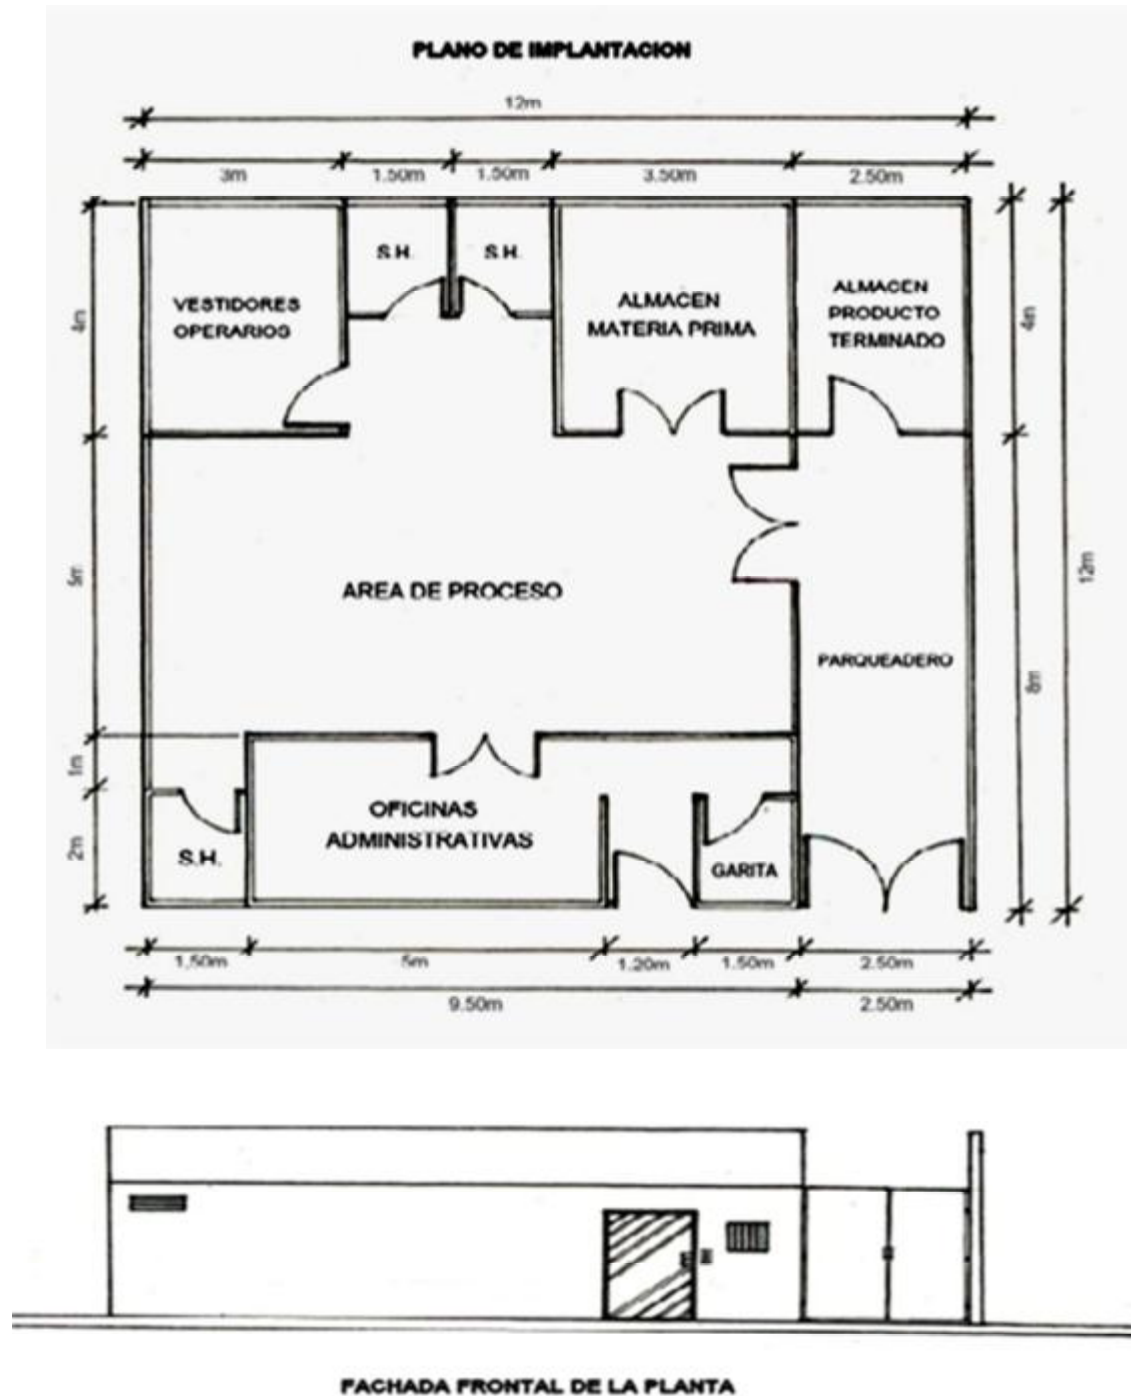 PLANO DE IMPLANTACION
12m
3m
1.50m
1.50m
3.50m
2.50m
S.H.
S.H.
VESTIDORES
OPERARIOS
ALMACEN
MATERIA PRIMA
ALMACEN
PRODUCTO
TERMINADO
4m
4m
AREA DE PROCESO
5m
12m
PARQUEADERO
8m
1m
OFICINAS
ADMINISTRATIVAS
2m
S.H.
GARITA
1,50m
5m
1.20m
1.50m
2.50m
9.50m
2.50m
FACHADA FRONTAL DE LA PLANTA